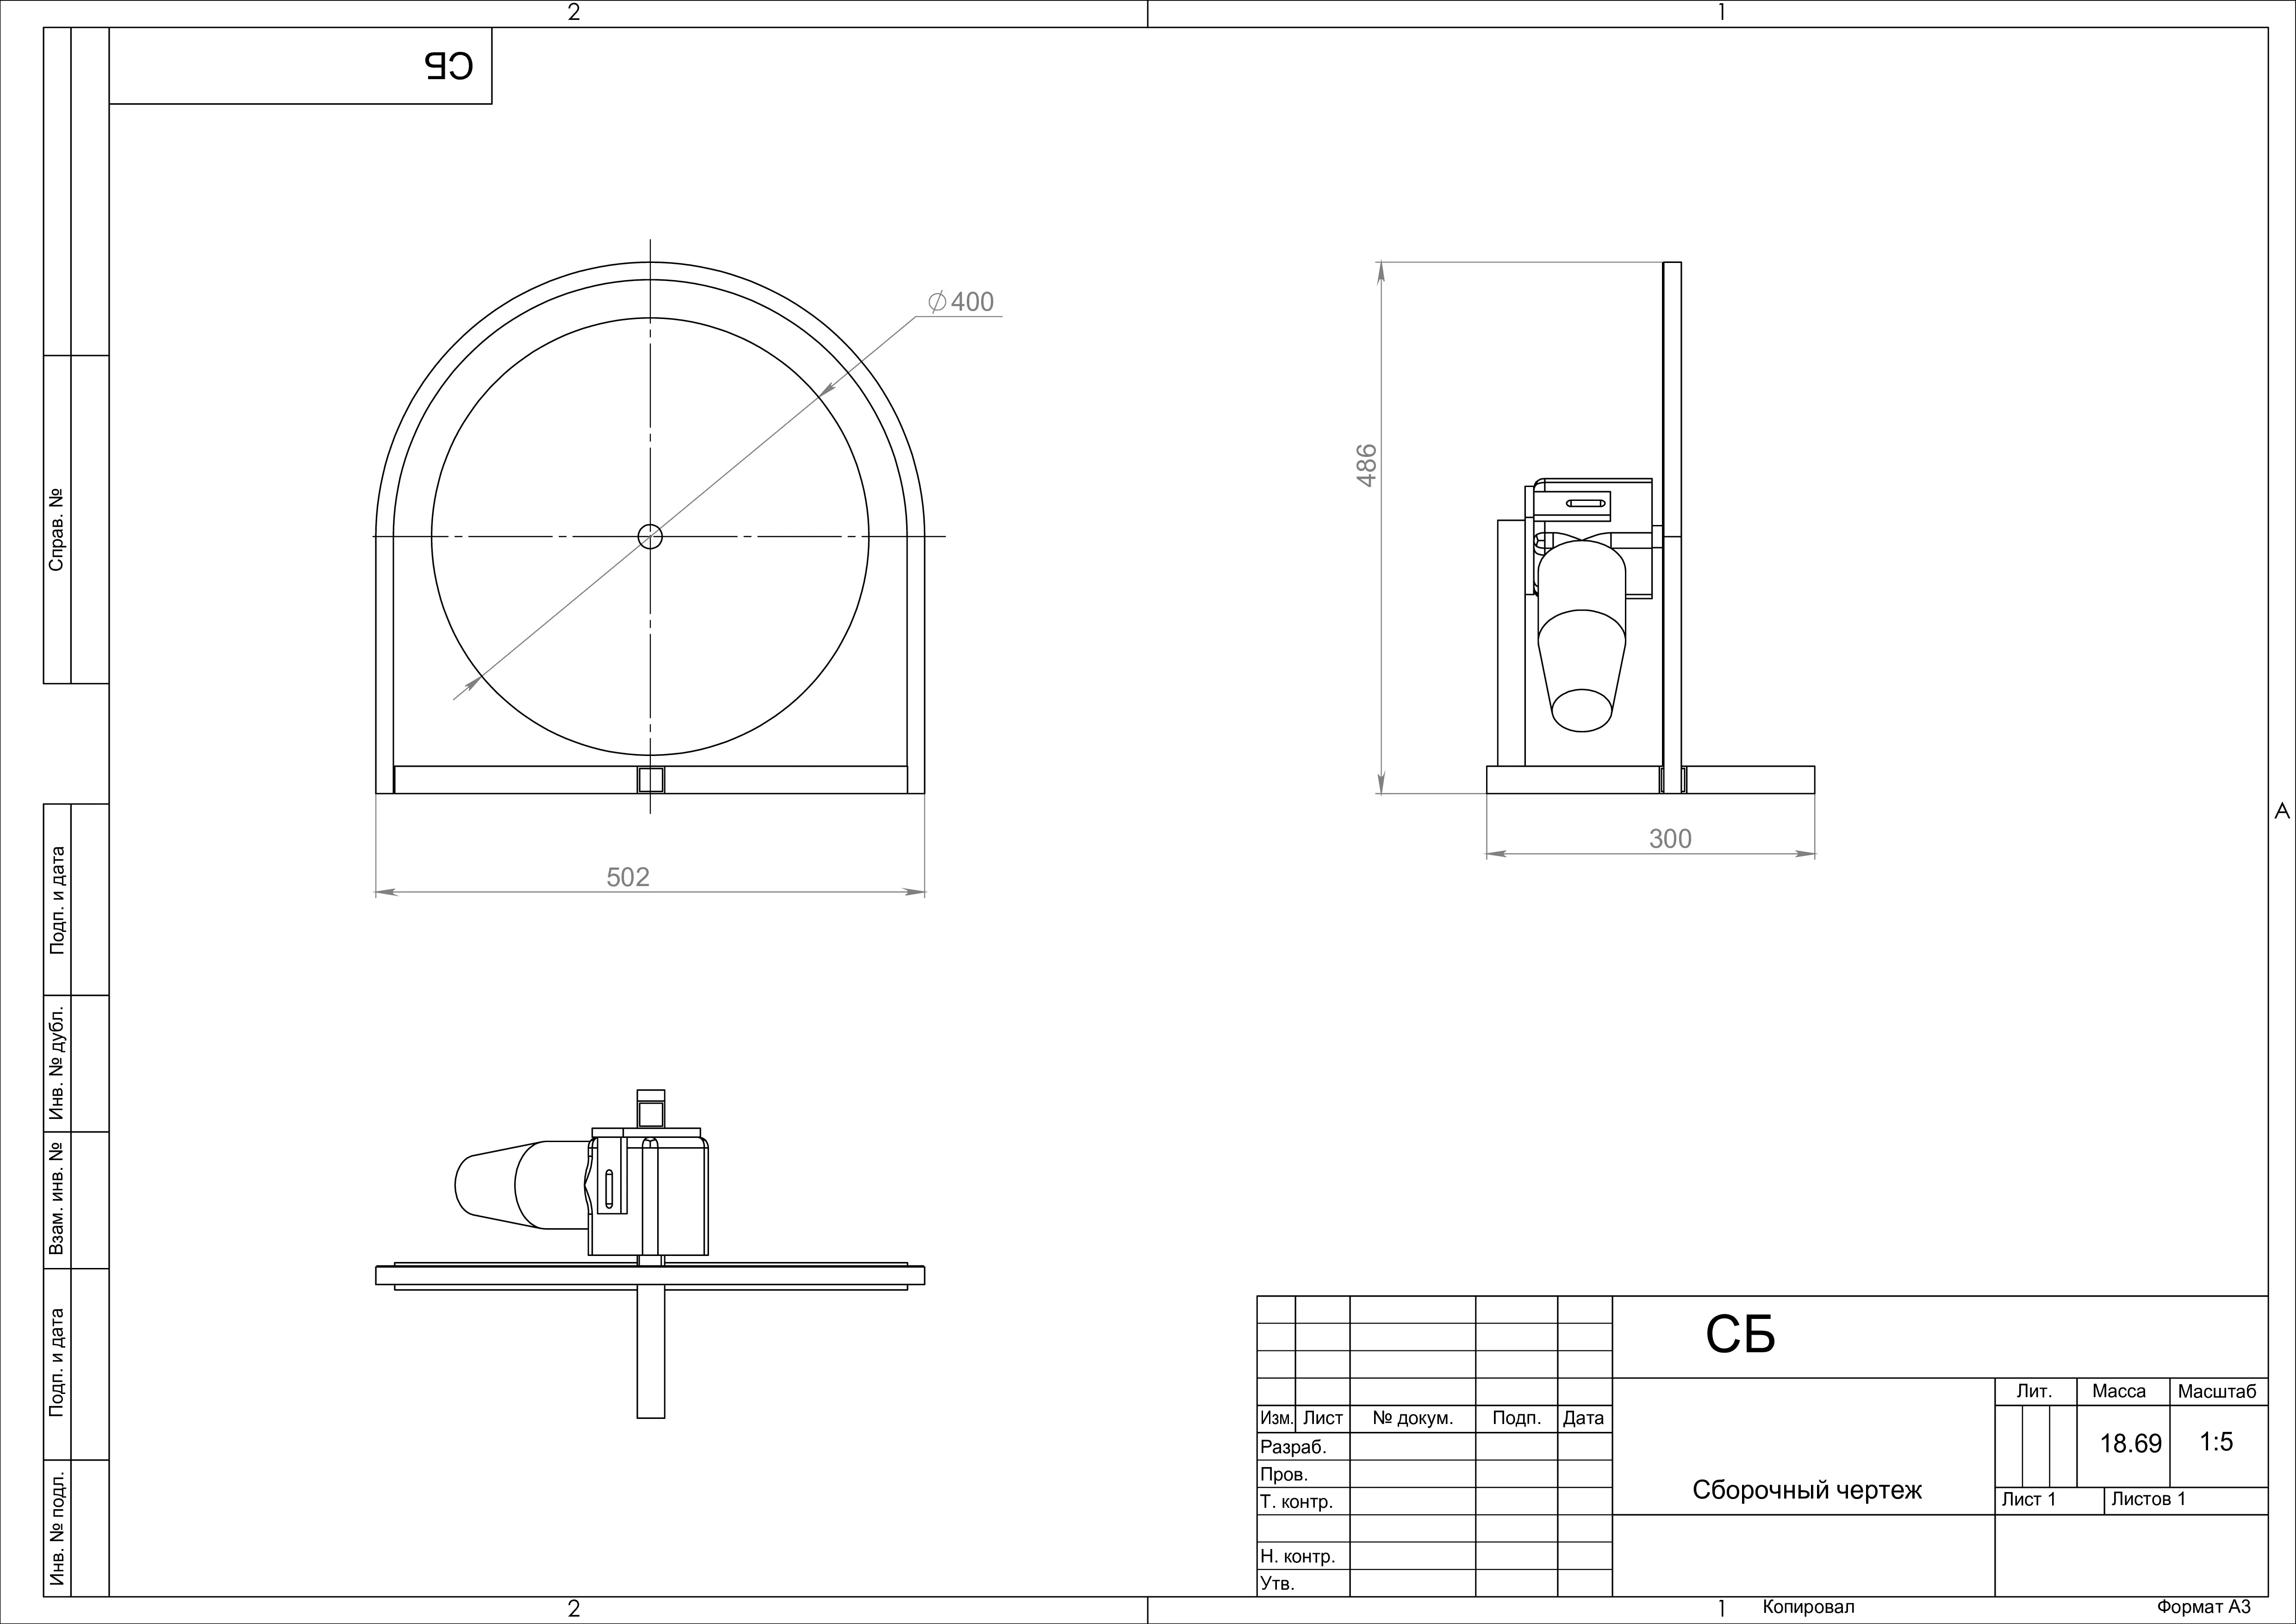 2
1
СБ
⌀400
486
Справ. №
502
300
А
Подп. и дата
Инв. № дубл.
Взам. инв. №
Подп. и дата
Инв. № подл.
СБ
Лит. Масса Масштаб
Изм. Лист № докум. Подп. Дата
18.69 1:5
Разраб.
Пров.
Сборочный чертеж
Т. контр.
Лист 1 Листов 1
Н. контр.
Утв.
2
1
Копировал
Формат А3